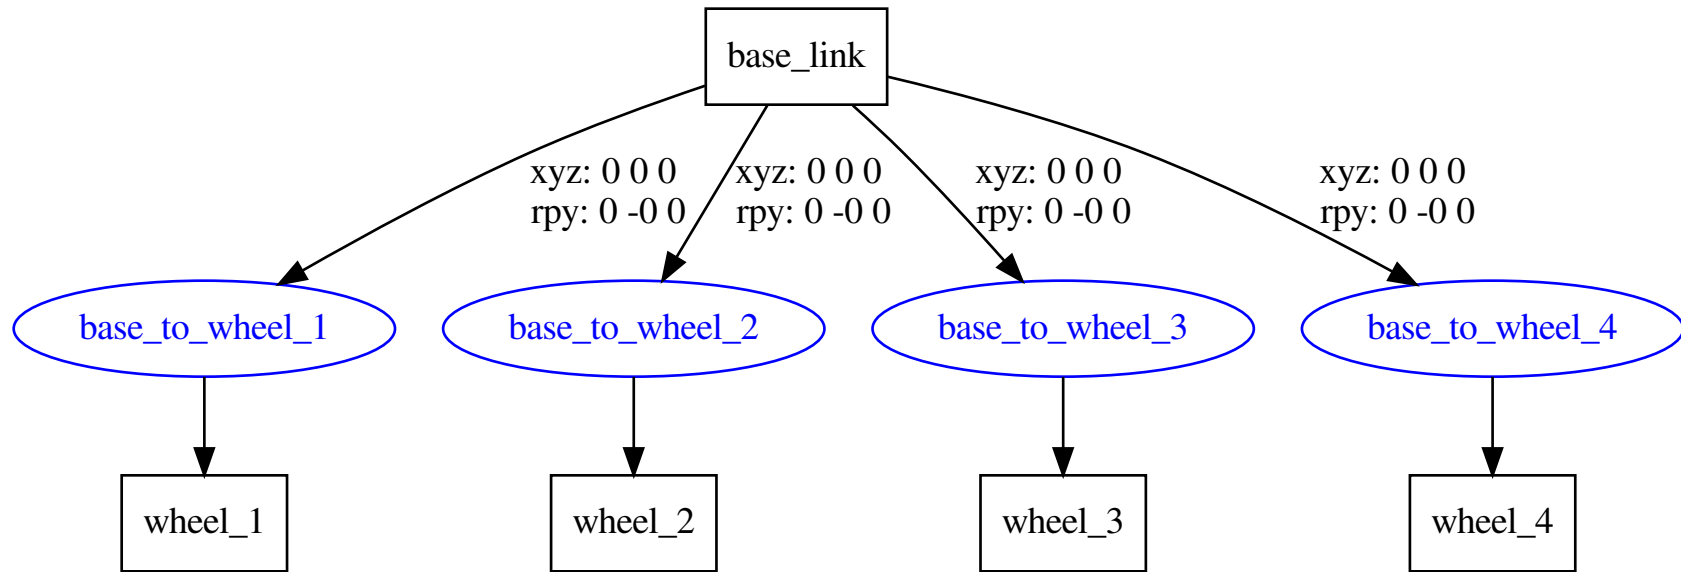 base_link
xyz: 0 0 0
rpy: 0 -0 0
xyz: 0 0 0
rpy: 0 -0 0
xyz: 0 0 0
rpy: 0 -0 0
xyz: 0 0 0
rpy: 0 -0 0
base_to_wheel_1
base_to_wheel_2
base_to_wheel_3
base_to_wheel_4
wheel_1
wheel_2
wheel_3
wheel_4